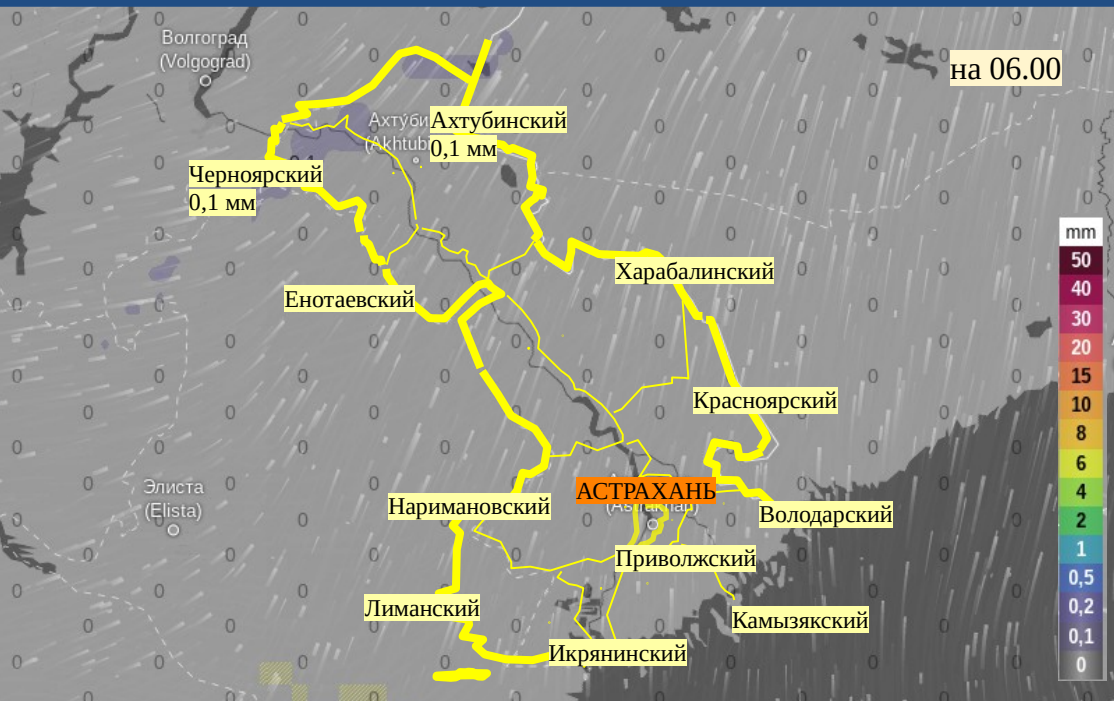 Волгоград
(Volgograd)
на 06.00
Ахтубинский
0,1 мм
Черноярский
0,1 мм
mm
50
40
30
20
15
10
8
6
4
2
1
0,5
0,2
0,1
0
Харабалинский
Енотаевский
Красноярский
Элиста
(Elista)
АСТРАХАНЬ
Наримановский
Володарский
Приволжский
Лиманский
Камызякский
Икрянинский